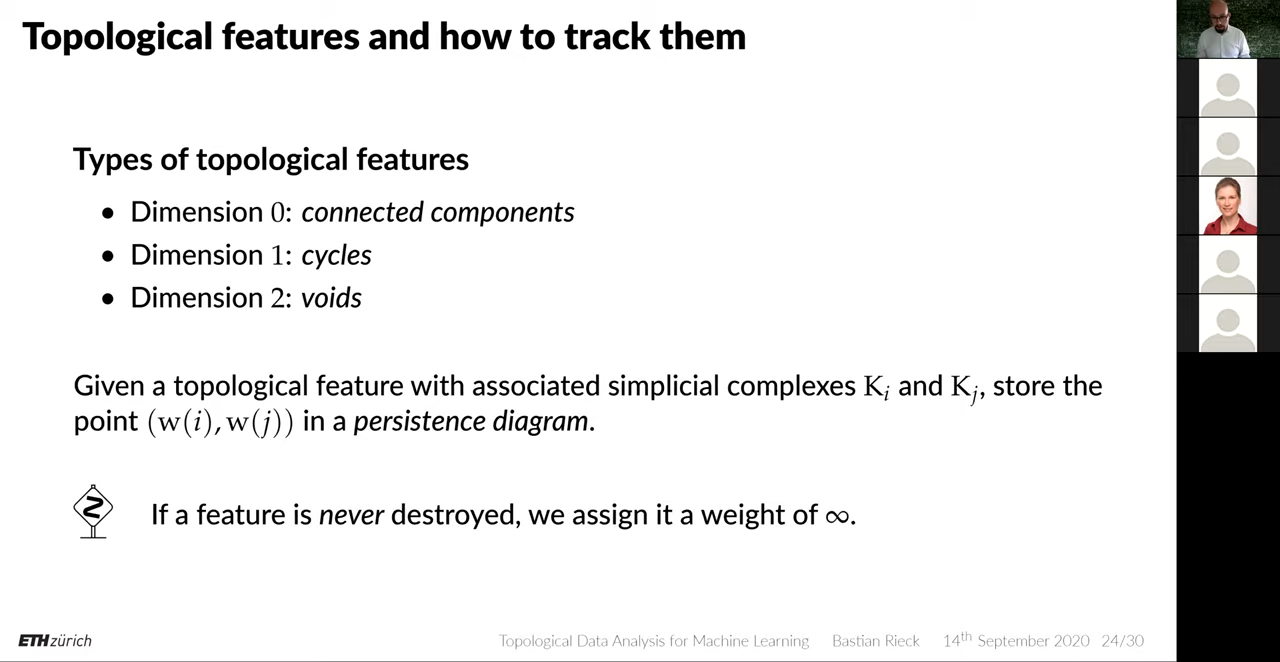 Topological features and how to track them
Types of topological features
• Dimension 0: connected components
• Dimension 1: cycles
• Dimension 2: voids
Given a topological feature with associated simplicial complexes Kᵢ and Kⱼ, store the
point (w(i), w(j)) in a persistence diagram.
If a feature is never destroyed, we assign it a weight of ∞.
ETHzürich Topological Data Analysis for Machine Learning Bastian Rieck 14th September 2020 24/30